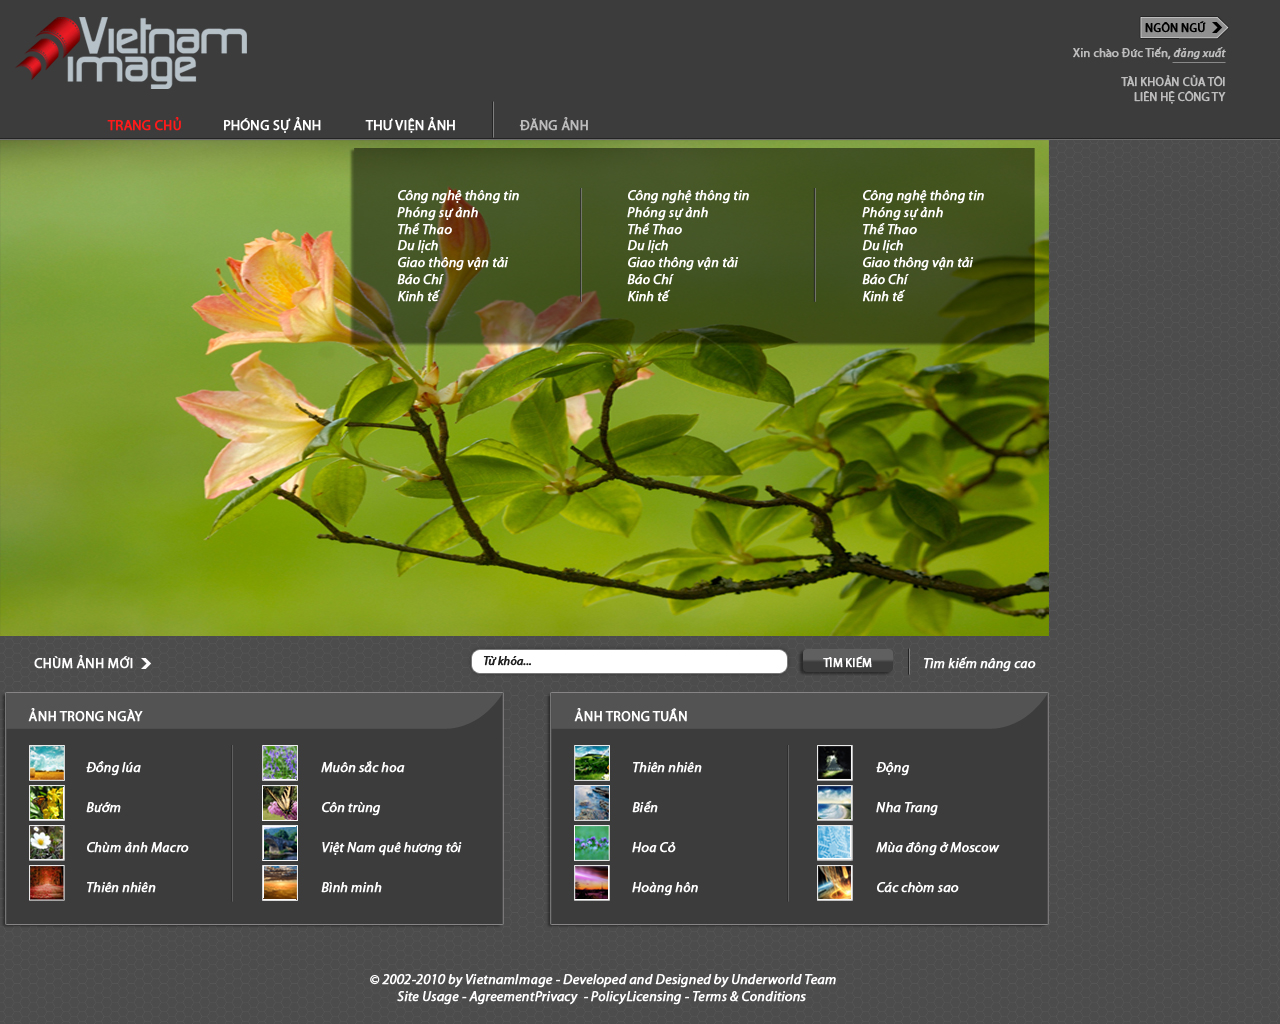 Vietnam
image
NGÔN NGỮ
Xin chào Đức Tiến, đăng xuất
TÀI KHOẢN CỦA TÔI
LIÊN HỆ CÔNG TY
TRANG CHỦ
PHÓNG SỰ ẢNH
THƯ VIỆN ẢNH
ĐĂNG ẢNH
Công nghệ thông tin
Phóng sự ảnh
Thể Thao
Du lịch
Giao thông vận tải
Báo Chí
Kinh tế
Công nghệ thông tin
Phóng sự ảnh
Thể Thao
Du lịch
Giao thông vận tải
Báo Chí
Kinh tế
Công nghệ thông tin
Phóng sự ảnh
Thể Thao
Du lịch
Giao thông vận tải
Báo Chí
Kinh tế
CHÙM ẢNH MỚI
Từ khóa...
TÌM KIẾM
Tìm kiếm nâng cao
ẢNH TRONG NGÀY
Đồng lúa
Bướm
Chùm ảnh Macro
Thiên nhiên
Muôn sắc hoa
Côn trùng
Việt Nam quê hương tôi
Bình minh
ẢNH TRONG TUẦN
Thiên nhiên
Biển
Hoa Cỏ
Hoàng hôn
Động
Nha Trang
Mùa đông ở Moscow
Các chòm sao
© 2002-2010 by VietnamImage - Developed and Designed by Underworld Team
Site Usage - AgreementPrivacy - PolicyLicensing - Terms & Conditions